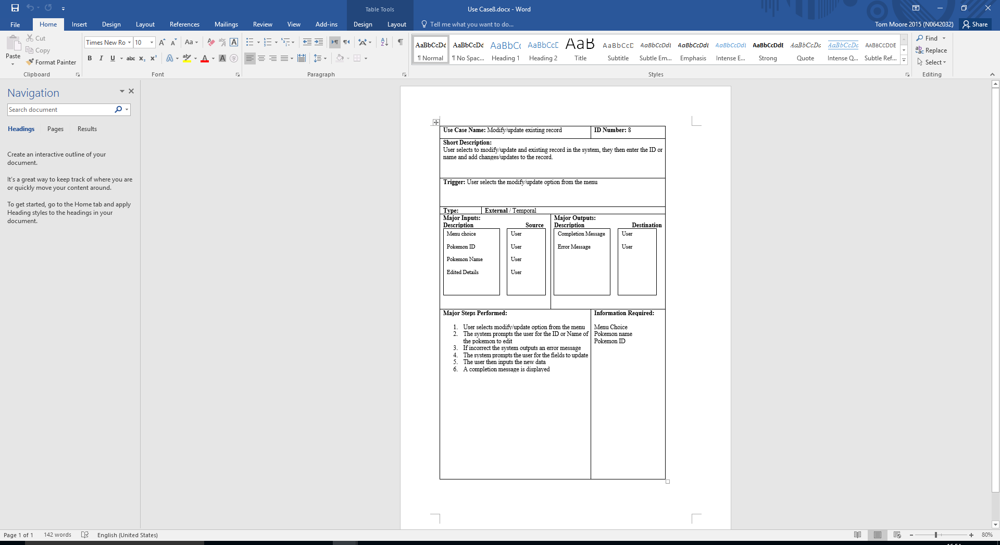 Table Tools
Use Case8.docx - Word
File Home Insert Design Layout References Mailings Review View Add-ins Design Layout Tell me what you want to do... Tom Moore 2015 (N0642032) Share
Paste
Cut
Copy
Format Painter
Clipboard
Times New Ro 10
Font
Paragraph
AaBbCcDc AaBbCcDc AaBbCc AaBbCcD AaB AaBbCcD AaBbCcDdI AaBbCcDdI AaBbCcDdI AaBbCcDdE AaBbCcDc AaBbCcDc AABBCCDDE
¶ Normal ¶ No Spac... Heading 1 Heading 2 Title Subtitle Subtle Em... Emphasis Intense E... Strong Quote Intense Q... Subtle Ref...
Styles
Find
Replace
Select
Editing
Navigation
Search document
Headings Pages Results
Create an interactive outline of your
document.
It's a great way to keep track of where you are
or quickly move your content around.
To get started, go to the Home tab and apply
Heading styles to the headings in your
document.
Use Case Name: Modify/update existing record ID Number: 8
Short Description:
User selects to modify/update and existing record in the system, they then enter the ID or
name and add changes/updates to the record.
Trigger: User selects the modify/update option from the menu
Type: External / Temporal
Major Inputs: Major Outputs:
Description Source Description Destination
Menu choice User Completion Message User
Pokemon ID User Error Message User
Pokemon Name User
Edited Details User
Major Steps Performed: Information Required:
1. User selects modify/update option from the menu Menu Choice
2. The system prompts the user for the ID or Name of Pokemon name
the pokemon to edit Pokemon ID
3. If incorrect the system outputs an error message
4. The system prompts the user for the fields to update
5. The user then inputs the new data
6. A completion message is displayed
Page 1 of 1 142 words English (United States) 80%